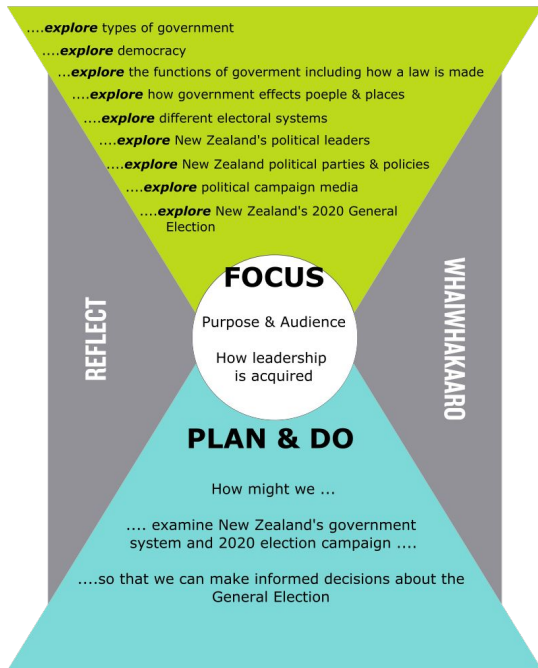 ....explore types of government
....explore democracy
...explore the functions of goverment including how a law is made
....explore how government effects poeple & places
....explore different electoral systems
....explore New Zealand's political leaders
....explore New Zealand political parties & policies
....explore political campaign media
....explore New Zealand's 2020 General
Election
FOCUS
Purpose & Audience
How leadership
is acquired
REFLECT
WHAIWHAKAARO
PLAN & DO
How might we ...
.... examine New Zealand's government
system and 2020 election campaign ....
....so that we can make informed decisions about the
General Election